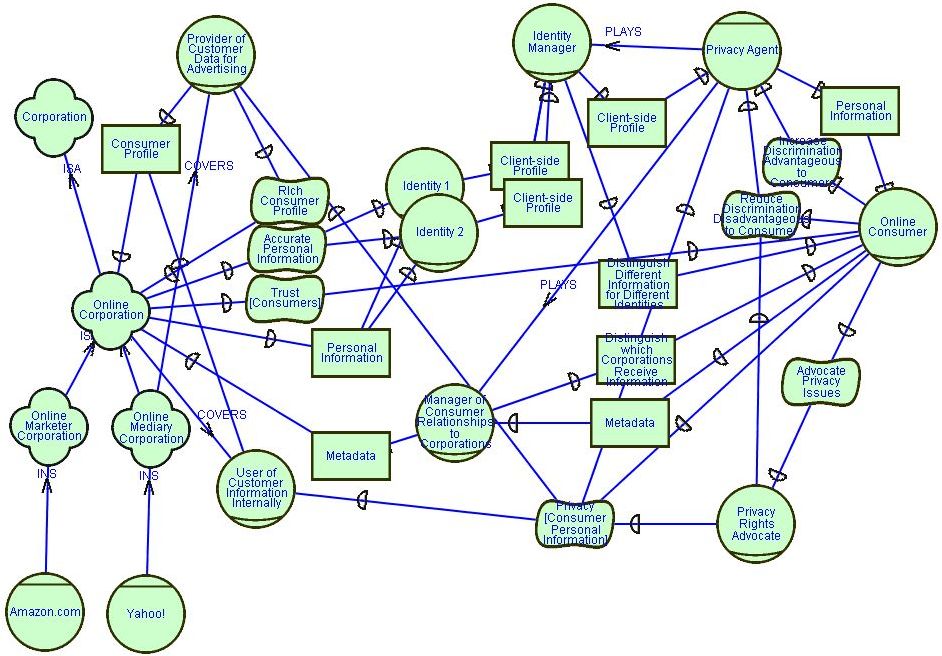 Provider of
Customer
Data for
Advertising
Identity
Manager
PLAYS
Privacy Agent
Corporation
Consumer
Profile
Client-side
Profile
Personal
Information
ISA
COVERS
Client-side
Profile
Increase
Discrimination
Advantageous
to
Consumers
RIch
Consumer
Profile
Identity 1
Client-side
Profile
Reduce
Discrimination
Disadvantageous
to Consumer
Online
Consumer
Accurate
Personal
Information
Identity 2
Trust
[Consumers]
Distinguish
Different
Information
for Different
Identities
PLAYS
Online
Corporation
ISA
Personal
Information
Distinguish
which
Corporations
Receive
Information
Advocate
Privacy
Issues
Online
Marketer
Corporation
Online
Mediary
Corporation
COVERS
Manager of
Consumer
Relationships
to
Corporations
Metadata
Metadata
INS
INS
User of
Customer
Information
Internally
Privacy
[Consumer
Personal
Information]
Privacy
Rights
Advocate
Amazon.com
Yahoo!